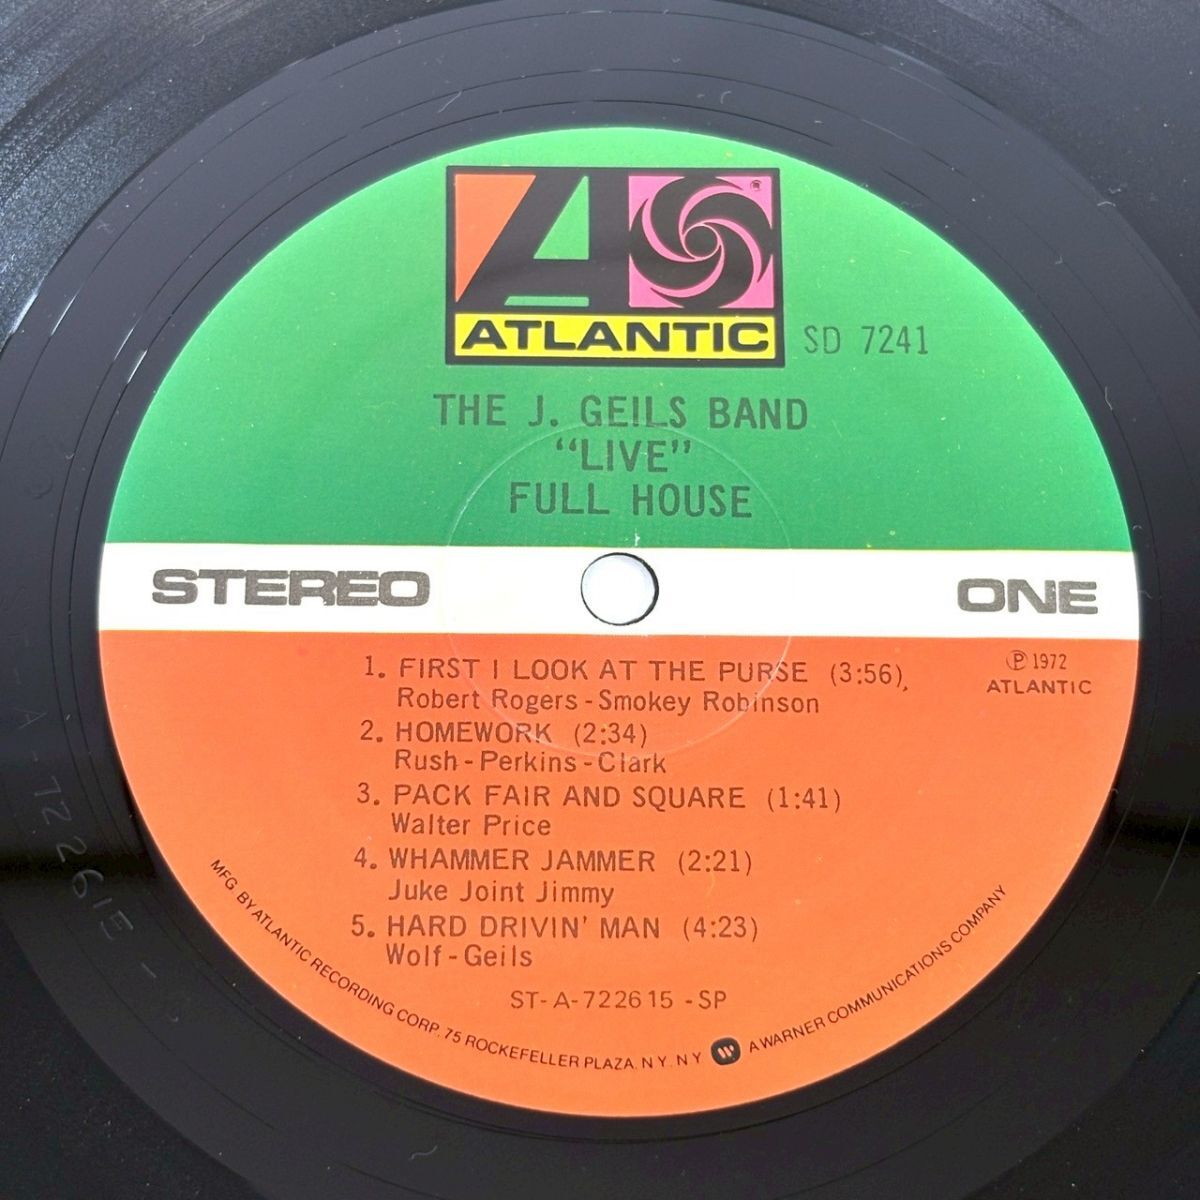 ATLANTIC
SD 7241
THE J. GEILS BAND
"LIVE"
FULL HOUSE
STEREO
ONE
℗ 1972
ATLANTIC
1. FIRST I LOOK AT THE PURSE (3:56)
Robert Rogers - Smokey Robinson
2. HOMEWORK (2:34)
Rush - Perkins - Clark
3. PACK FAIR AND SQUARE (1:41)
Walter Price
4. WHAMMER JAMMER (2:21)
Juke Joint Jimmy
5. HARD DRIVIN' MAN (4:23)
Wolf - Geils
ST-A-722615-SP
MFG. BY ATLANTIC RECORDING CORP. 75 ROCKEFELLER PLAZA. N.Y. N.Y. W A WARNER COMMUNICATIONS COMPANY